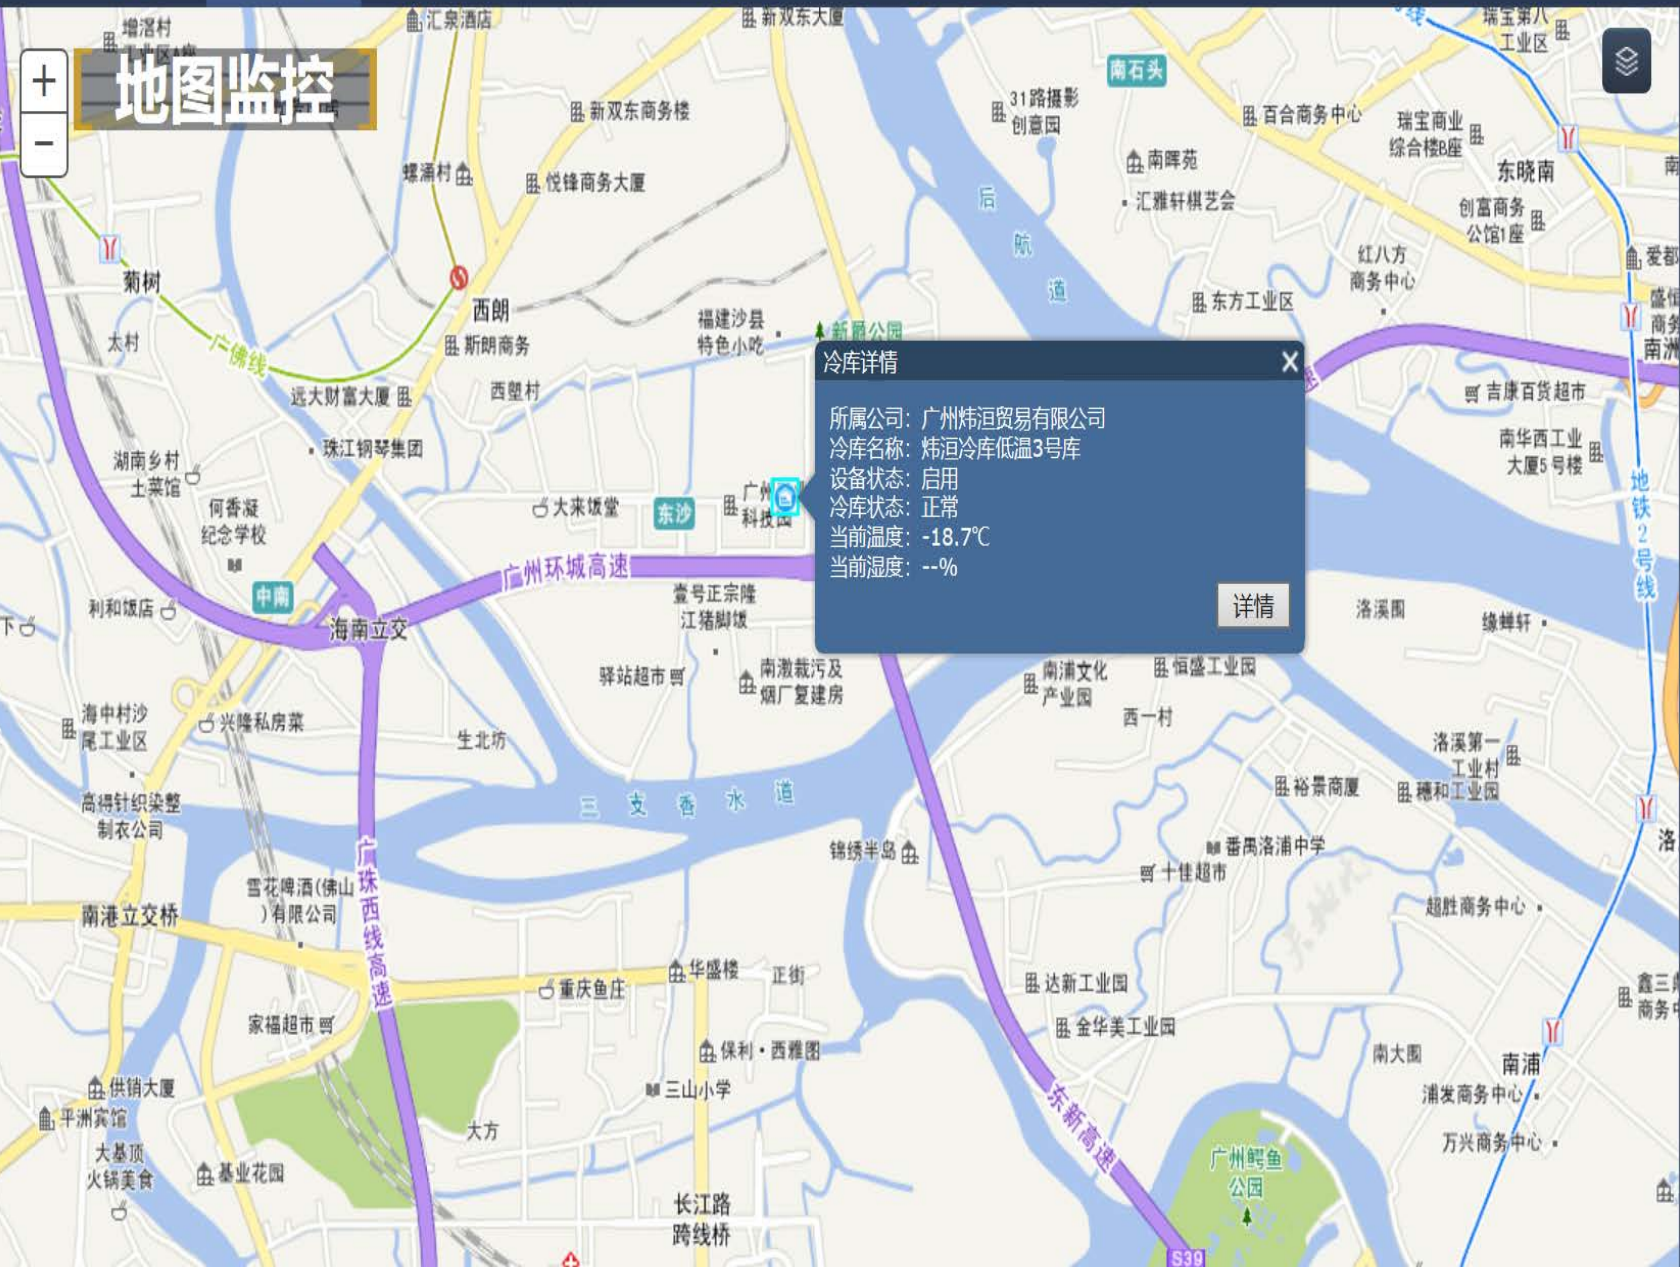 地图监控
+
−
增滘村
工业区A座
汇泉酒店
新双东大厦
瑞宝第八
工业区
南石头
31路摄影
创意园
新双东商务楼
百合商务中心
瑞宝商业
综合楼B座
东晓南
螺涌村
悦锋商务大厦
南晖苑
汇雅轩棋艺会
后
航
道
创富商务
公馆1座
红八方
商务中心
菊树
西朗
东方工业区
太村
广佛线
斯朗商务
福建沙县
特色小吃
新爵公园
南洲
远大财富大厦
西塱村
吉康百货超市
冷库详情
X
所属公司：广州炜洹贸易有限公司
冷库名称：炜洹冷库低温3号库
设备状态：启用
冷库状态：正常
当前温度：-18.7℃
当前湿度：--%
详情
珠江钢琴集团
湖南乡村
土菜馆
南华西工业
大厦5号楼
何香凝
纪念学校
大来饭堂
东沙
科技园
地铁2号线
广州环城高速
中南
利和饭店
海南立交
壹号正宗隆
江猪脚饭
洛溪围
缘蝉轩
驿站超市
南漖裁污及
烟厂复建房
南浦文化
产业园
恒盛工业园
西一村
海中村沙
尾工业区
兴隆私房菜
生北坊
洛溪第一
工业村
三支香水道
裕景商厦
穗和工业园
高得针织染整
制衣公司
锦绣半岛
番禺洛浦中学
十佳超市
广珠西线高速
雪花啤酒(佛山
)有限公司
南港立交桥
超胜商务中心
华盛楼
正街
重庆鱼庄
达新工业园
家福超市
金华美工业园
保利·西雅图
南大围
南浦
三山小学
供销大厦
平洲宾馆
浦发商务中心
东新高速
大方
万兴商务中心
大基顶
火锅美食
基业花园
广州鳄鱼
公园
长江路
跨线桥
S39